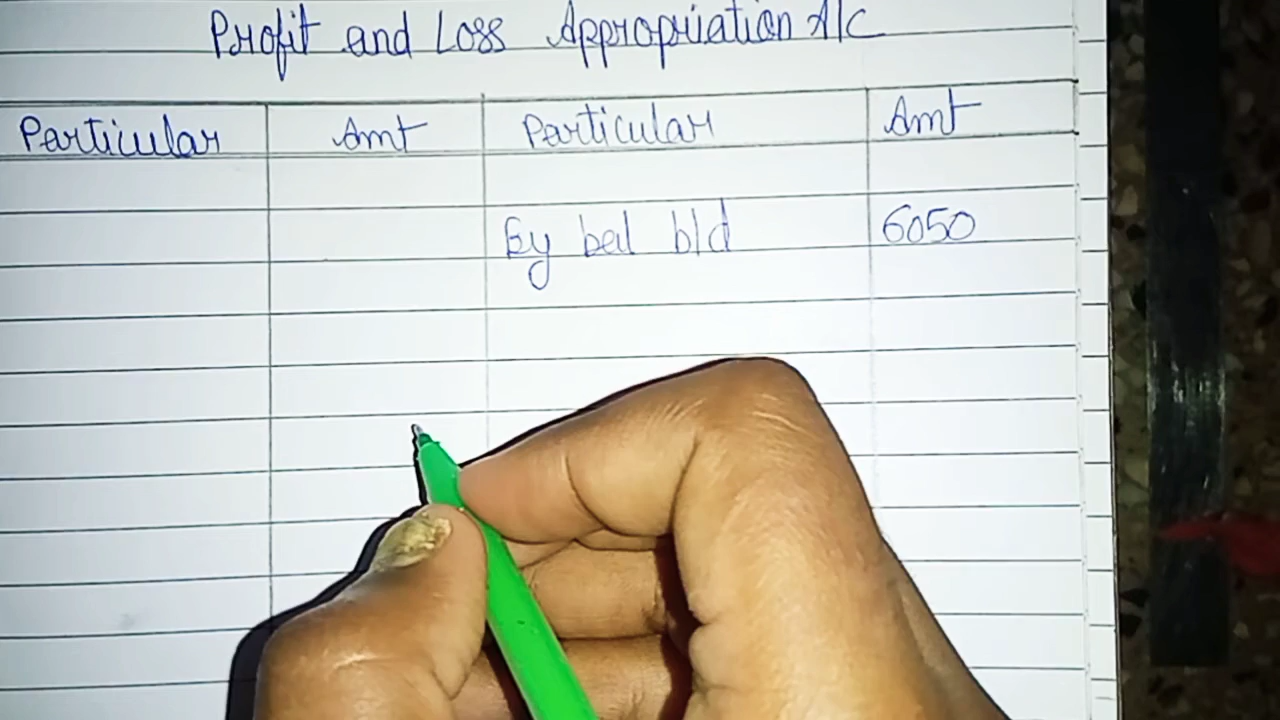 Profit and Loss Appropriation A/c
Particular Amt Particular Amt
By bal b/d 6050